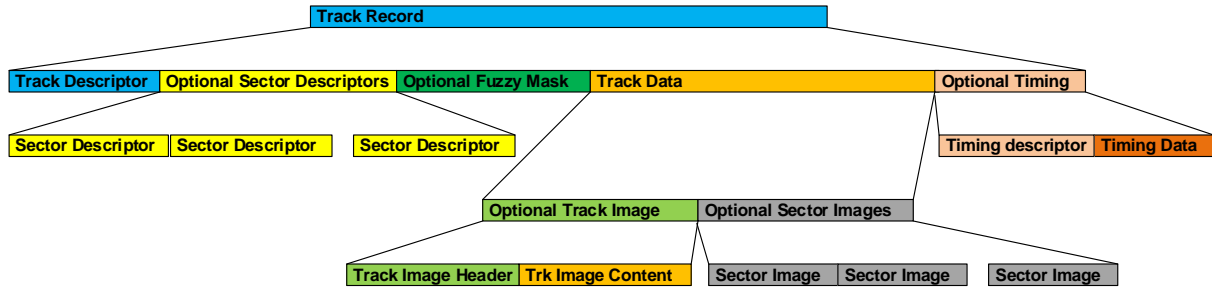 Track Record
Track Descriptor Optional Sector Descriptors Optional Fuzzy Mask Track Data Optional Timing
Sector Descriptor Sector Descriptor Sector Descriptor Timing descriptor Timing Data
Optional Track Image Optional Sector Images
Track Image Header Trk Image Content Sector Image Sector Image Sector Image